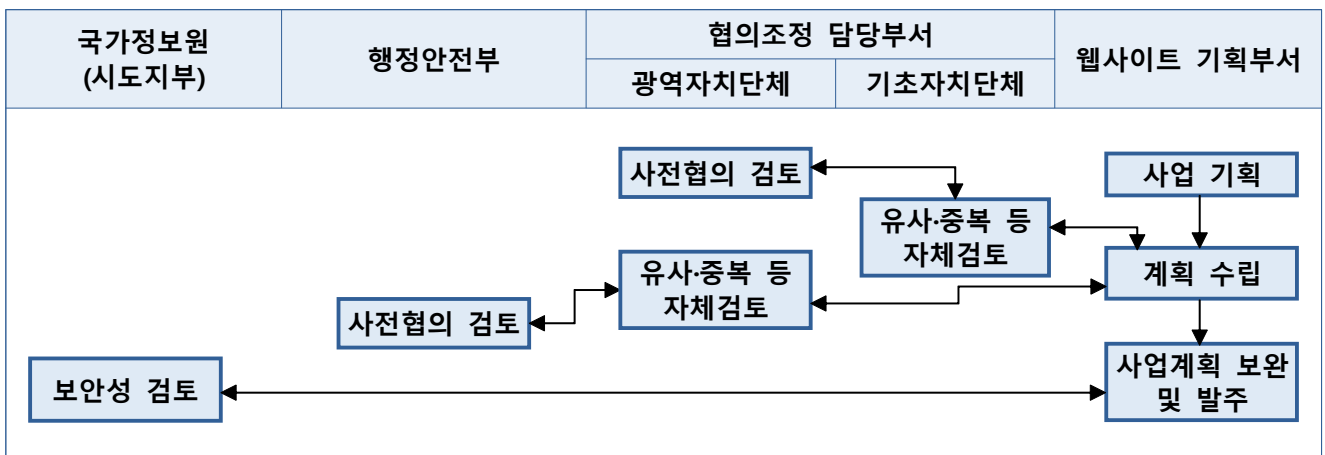 국가정보원
(시도지부)
행정안전부
협의조정 담당부서
광역자치단체
기초자치단체
웹사이트 기획부서
사전협의 검토
사업 기획
유사·중복 등
자체검토
계획 수립
유사·중복 등
자체검토
사전협의 검토
보안성 검토
사업계획 보완
및 발주